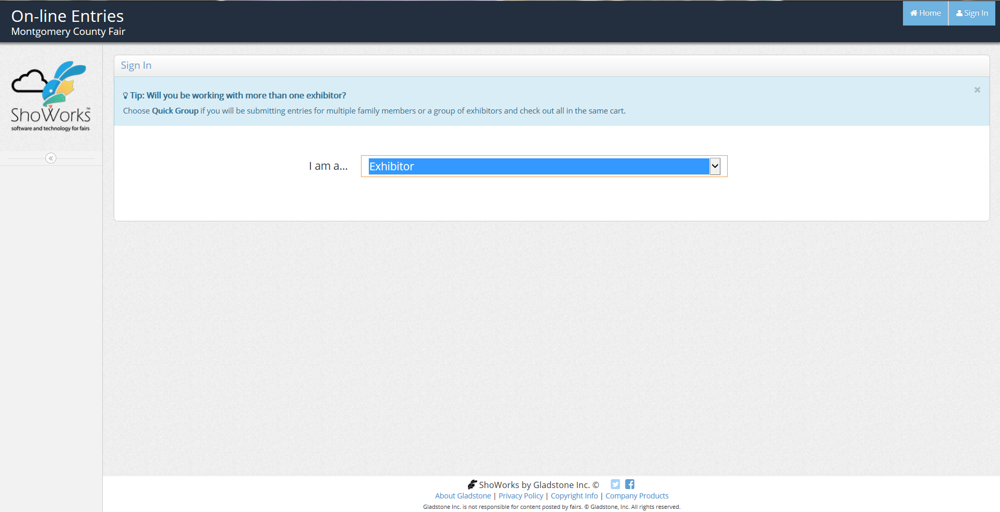 On-line Entries
Montgomery County Fair
Home
Sign In
ShoWorks™
software and technology for fairs
Sign In
Tip: Will you be working with more than one exhibitor?
Choose Quick Group if you will be submitting entries for multiple family members or a group of exhibitors and check out all in the same cart.
I am a...
Exhibitor
ShoWorks by Gladstone Inc. ©
About Gladstone | Privacy Policy | Copyright Info | Company Products
Gladstone Inc. is not responsible for content posted by fairs. © Gladstone, Inc. All rights reserved.